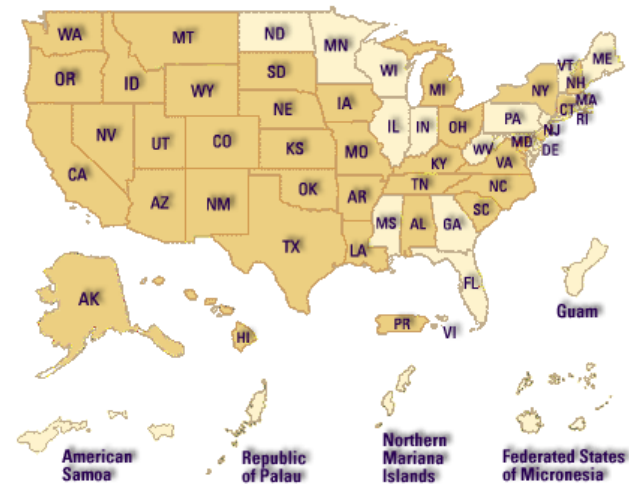 WA
MT
ND
MN
VT
ME
OR
ID
SD
WI
NH
WY
MI
NY
MA
NE
IA
CT
RI
PA
NV
UT
CO
IL
IN
OH
NJ
KS
MO
WV
MD
DE
CA
KY
VA
OK
TN
NC
AZ
NM
AR
SC
MS
AL
GA
TX
LA
FL
AK
Guam
HI
PR
VI
American
Samoa
Republic
of Palau
Northern
Mariana
Islands
Federated States
of Micronesia